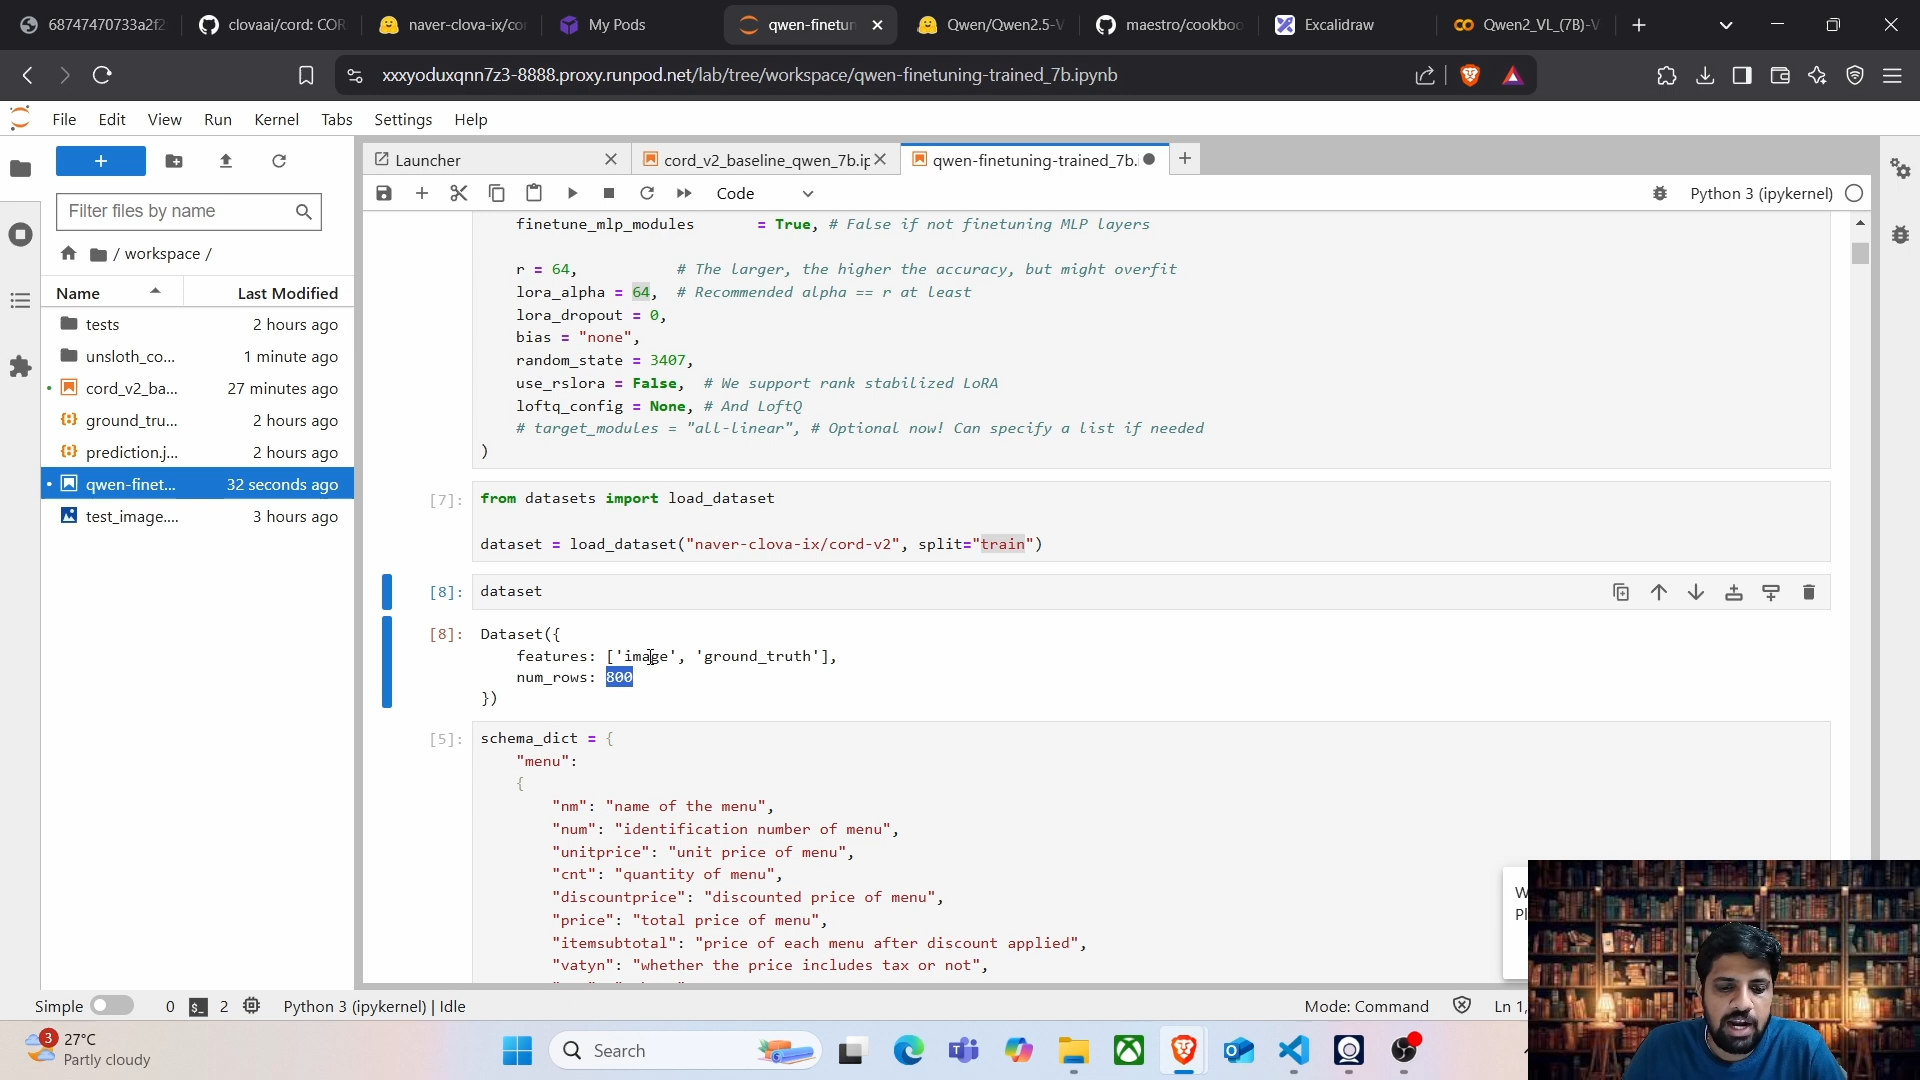 68747470733a2f2
clovaai/cord: COR
naver-clova-ix/cor
My Pods
qwen-finetun
Qwen/Qwen2.5-V
maestro/cookboo
Excalidraw
Qwen2_VL_(7B)-V
xxxyoduxqnn7z3-8888.proxy.runpod.net/lab/tree/workspace/qwen-finetuning-trained_7b.ipynb
File Edit View Run Kernel Tabs Settings Help
Filter files by name
/ workspace /
Name Last Modified
tests 2 hours ago
unsloth_co... 1 minute ago
cord_v2_ba... 27 minutes ago
ground_tru... 2 hours ago
prediction.j... 2 hours ago
qwen-finet... 32 seconds ago
test_image.... 3 hours ago
Launcher
cord_v2_baseline_qwen_7b.ip
qwen-finetuning-trained_7b.
Code
Python 3 (ipykernel)
finetune_mlp_modules = True, # False if not finetuning MLP layers
r = 64, # The larger, the higher the accuracy, but might overfit
lora_alpha = 64, # Recommended alpha == r at least
lora_dropout = 0,
bias = "none",
random_state = 3407,
use_rslora = False, # We support rank stabilized LoRA
loftq_config = None, # And LoftQ
# target_modules = "all-linear", # Optional now! Can specify a list if needed
)
[7]: from datasets import load_dataset
dataset = load_dataset("naver-clova-ix/cord-v2", split="train")
[8]: dataset
[8]: Dataset({
features: ['image', 'ground_truth'],
num_rows: 800
})
[5]: schema_dict = {
"menu":
{
"nm": "name of the menu",
"num": "identification number of menu",
"unitprice": "unit price of menu",
"cnt": "quantity of menu",
"discountprice": "discounted price of menu",
"price": "total price of menu",
"itemsubtotal": "price of each menu after discount applied",
"vatyn": "whether the price includes tax or not",
W
Pl
Simple 0 2 Python 3 (ipykernel) | Idle
Mode: Command
Ln 1,
3
27°C
Partly cloudy
Search